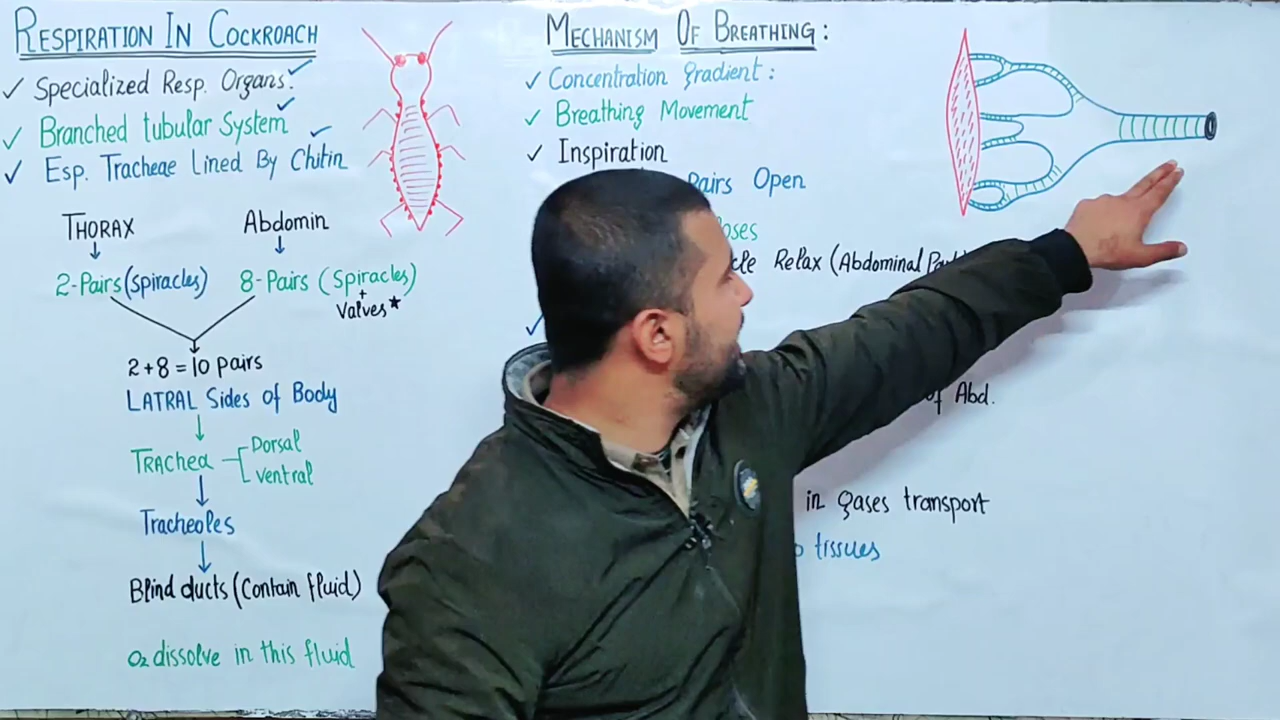 RESPIRATION IN COCKROACH
✓ Specialized Resp. Organs.
✓ Branched tubular System
✓ Esp. Tracheae Lined By Chitin
THORAX
2-Pairs (Spiracles)
Abdomin
8-Pairs (Spiracles)
+
Valves*
2+8=10 pairs
LATRAL Sides of Body
TRAChea
Dorsal
Ventral
Tracheoles
Blind ducts (Contain fluid)
O2 dissolve in this fluid
MECHANISM OF BREATHING:
✓ Concentration gradient:
✓ Breathing Movement
✓ Inspiration
Pairs Open
Relax (Abdominal
of Abd.
in gases transport
tissues